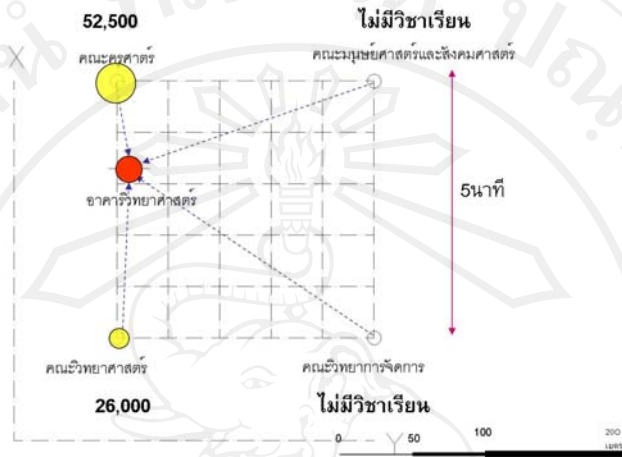 52,500
ไม่มีวิชาเรียน
คณะครุศาตร์
คณะมนุษย์ศาสตร์และสังคมศาสตร์
X
5นาที
อาคารวิทยาศาสตร์
คณะวิทยาศาสตร์
คณะวิทยาการจัดการ
26,000
ไม่มีวิชาเรียน
0
Y
50
100
200
เมตร